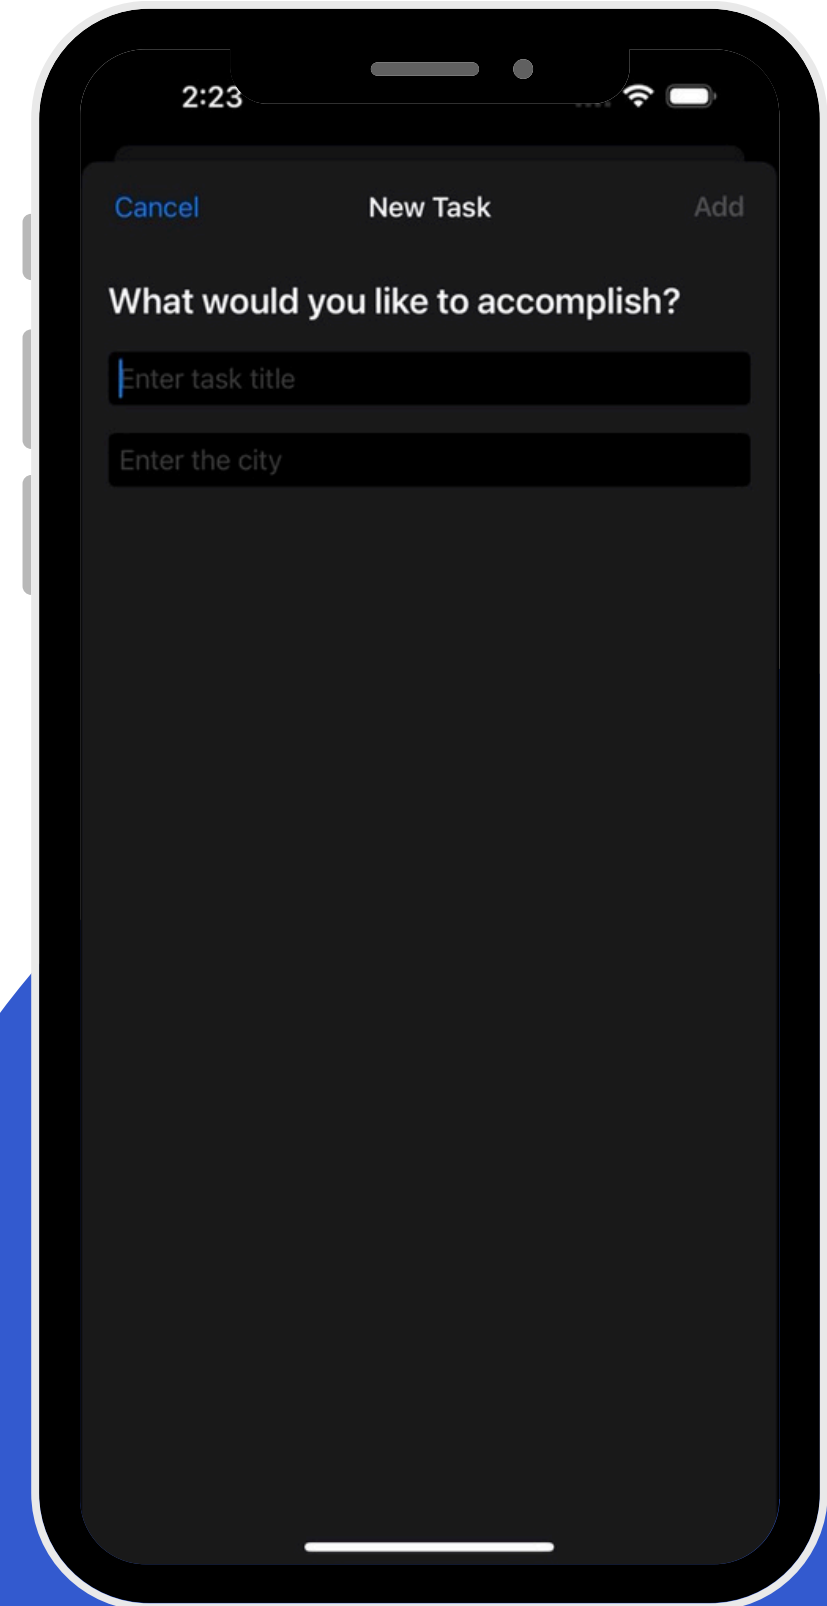 2:23
Cancel New Task Add
What would you like to accomplish?
Enter task title
Enter the city